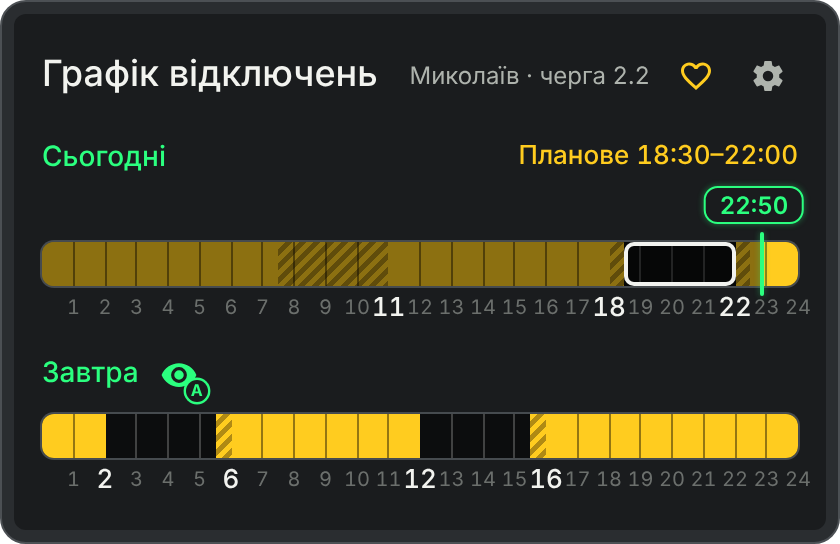 Графік відключень Миколаїв · черга 2.2
Сьогодні Планове 18:30–22:00
22:50
1 2 3 4 5 6 7 8 9 10 11 12 13 14 15 16 17 18 19 20 21 22 23 24
Завтра A
1 2 3 4 5 6 7 8 9 10 11 12 13 14 15 16 17 18 19 20 21 22 23 24